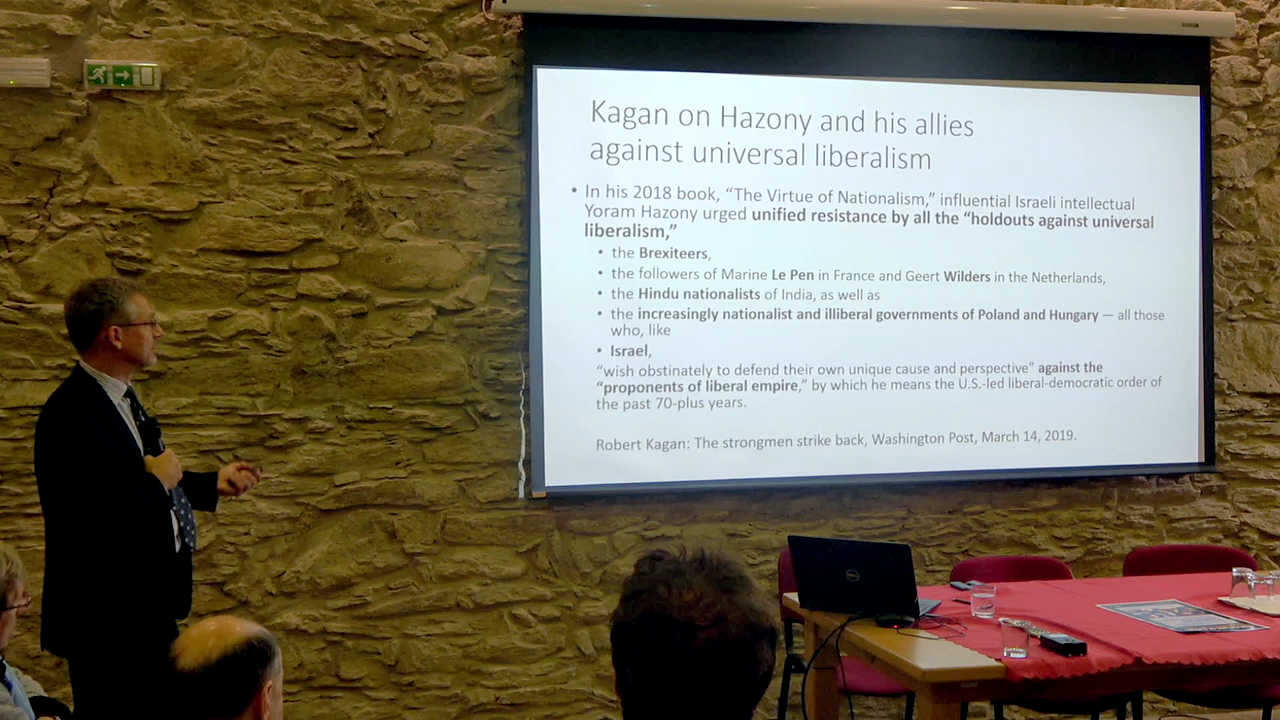 Kagan on Hazony and his allies
against universal liberalism
• In his 2018 book, “The Virtue of Nationalism,” influential Israeli intellectual
Yoram Hazony urged unified resistance by all the “holdouts against universal
liberalism,”
• the Brexiteers,
• the followers of Marine Le Pen in France and Geert Wilders in the Netherlands,
• the Hindu nationalists of India, as well as
• the increasingly nationalist and illiberal governments of Poland and Hungary — all those
who, like
• Israel,
“wish obstinately to defend their own unique cause and perspective” against the
“proponents of liberal empire,” by which he means the U.S.-led liberal-democratic order of
the past 70-plus years.
Robert Kagan: The strongmen strike back, Washington Post, March 14, 2019.
DELL